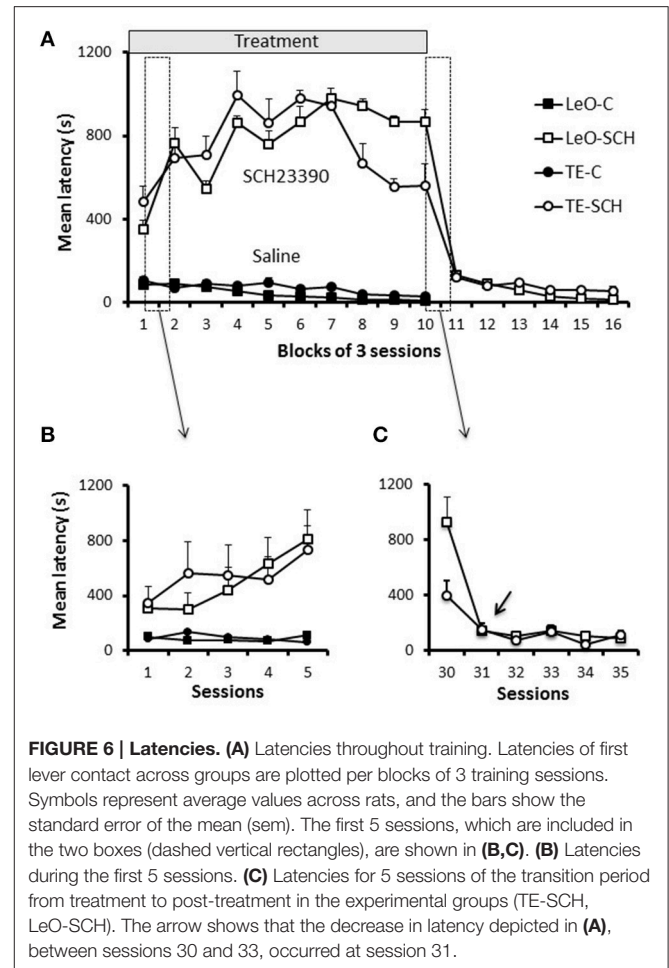 A
Treatment
1200
800
400
0
Mean latency (s)
LeO-C
LeO-SCH
TE-C
TE-SCH
SCH23390
Saline
1 2 3 4 5 6 7 8 9 10 11 12 13 14 15 16
Blocks of 3 sessions
B
1200
800
400
0
Mean latency (s)
1 2 3 4 5
Sessions
C
1200
800
400
0
30 31 32 33 34 35
Sessions
FIGURE 6 | Latencies. (A) Latencies throughout training. Latencies of first
lever contact across groups are plotted per blocks of 3 training sessions.
Symbols represent average values across rats, and the bars show the
standard error of the mean (sem). The first 5 sessions, which are included in
the two boxes (dashed vertical rectangles), are shown in (B,C). (B) Latencies
during the first 5 sessions. (C) Latencies for 5 sessions of the transition period
from treatment to post-treatment in the experimental groups (TE-SCH,
LeO-SCH). The arrow shows that the decrease in latency depicted in (A),
between sessions 30 and 33, occurred at session 31.